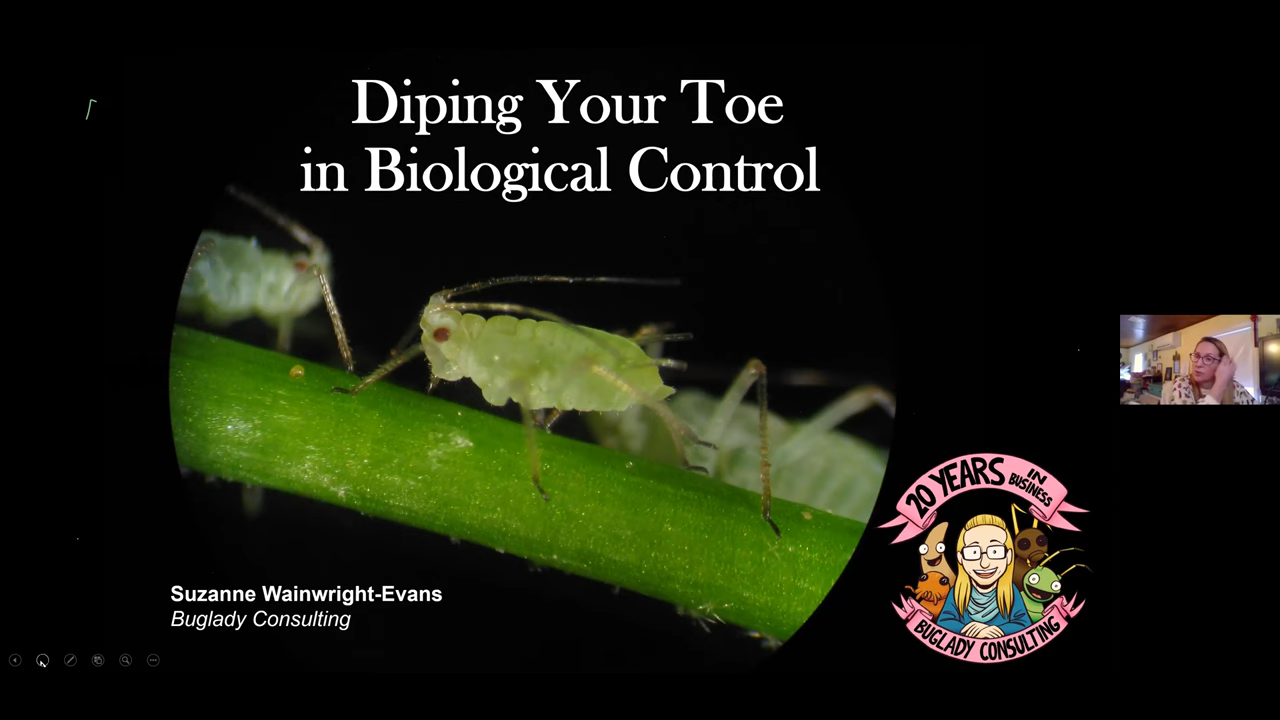 Diping Your Toe
in Biological Control
Suzanne Wainwright-Evans
Buglady Consulting
20 YEARS IN BUSINESS
BUGLADY CONSULTING